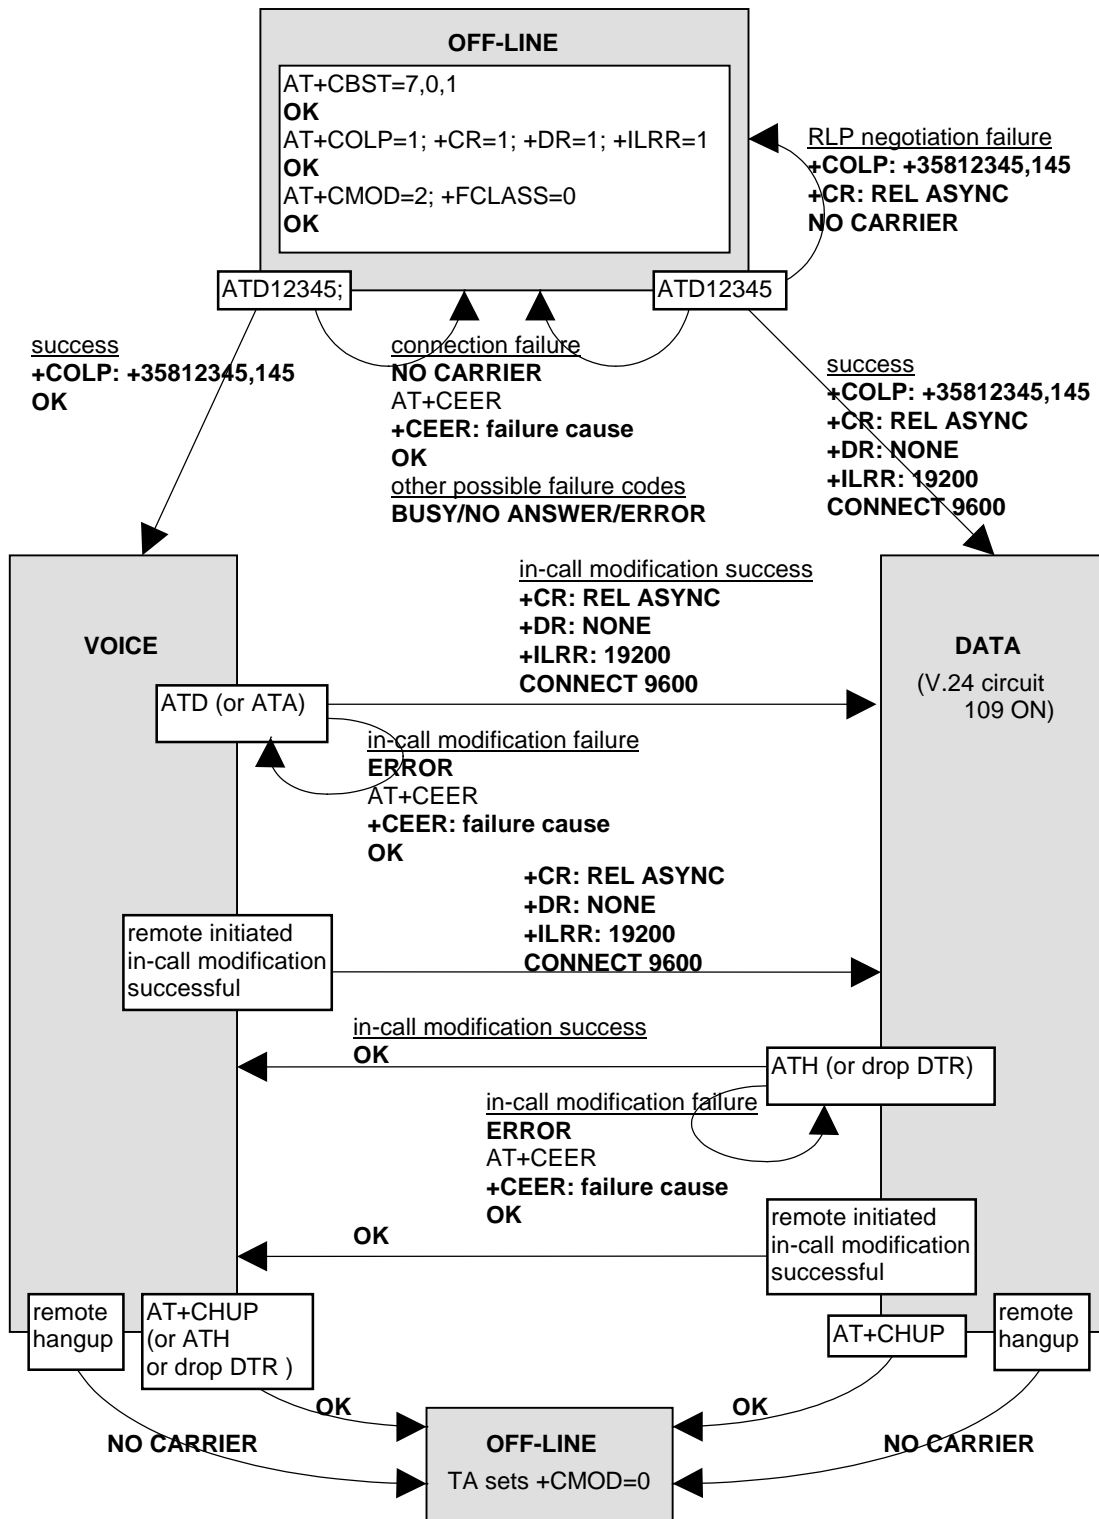 OFF-LINE
AT+CBST=7,0,1
OK
AT+COLP=1; +CR=1; +DR=1; +ILRR=1
OK
AT+CMOD=2; +FCLASS=0
OK
RLP negotiation failure
+COLP: +35812345,145
+CR: REL ASYNC
NO CARRIER
ATD12345;
ATD12345
success
+COLP: +35812345,145
OK
connection failure
NO CARRIER
AT+CEER
+CEER: failure cause
OK
other possible failure codes
BUSY/NO ANSWER/ERROR
success
+COLP: +35812345,145
+CR: REL ASYNC
+DR: NONE
+ILRR: 19200
CONNECT 9600
VOICE
in-call modification success
+CR: REL ASYNC
+DR: NONE
+ILRR: 19200
CONNECT 9600
DATA
(V.24 circuit
109 ON)
ATD (or ATA)
in-call modification failure
ERROR
AT+CEER
+CEER: failure cause
OK
+CR: REL ASYNC
+DR: NONE
+ILRR: 19200
CONNECT 9600
remote initiated
in-call modification
successful
in-call modification success
OK
ATH (or drop DTR)
in-call modification failure
ERROR
AT+CEER
+CEER: failure cause
OK
remote initiated
in-call modification
successful
OK
remote
hangup
AT+CHUP
(or ATH
or drop DTR )
AT+CHUP
remote
hangup
OK
OK
NO CARRIER
NO CARRIER
OFF-LINE
TA sets +CMOD=0